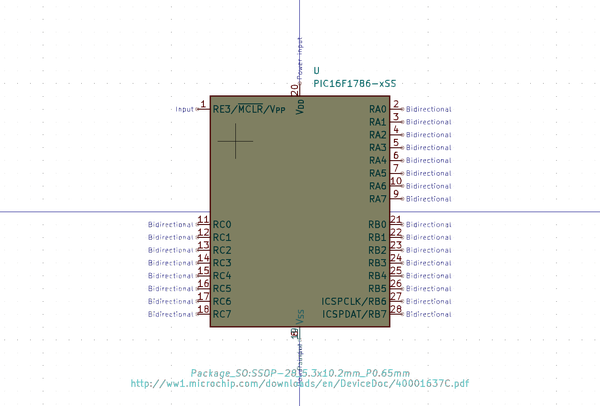 Power input
U
PIC16F1786-xSS
20
VDD
Input 1 RE3/MCLR/VPP
RA0 2 Bidirectional
RA1 3 Bidirectional
RA2 4 Bidirectional
RA3 5 Bidirectional
RA4 6 Bidirectional
RA5 7 Bidirectional
RA6 10 Bidirectional
RA7 9 Bidirectional
Bidirectional 11 RC0 RB0 21 Bidirectional
Bidirectional 12 RC1 RB1 22 Bidirectional
Bidirectional 13 RC2 RB2 23 Bidirectional
Bidirectional 14 RC3 RB3 24 Bidirectional
Bidirectional 15 RC4 RB4 25 Bidirectional
Bidirectional 16 RC5 RB5 26 Bidirectional
Bidirectional 17 RC6 ICSPCLK/RB6 27 Bidirectional
Bidirectional 18 RC7 ICSPDAT/RB7 28 Bidirectional
VSS
Package_SO:SSOP-28_5.3x10.2mm_P0.65mm
http://ww1.microchip.com/downloads/en/DeviceDoc/40001637C.pdf